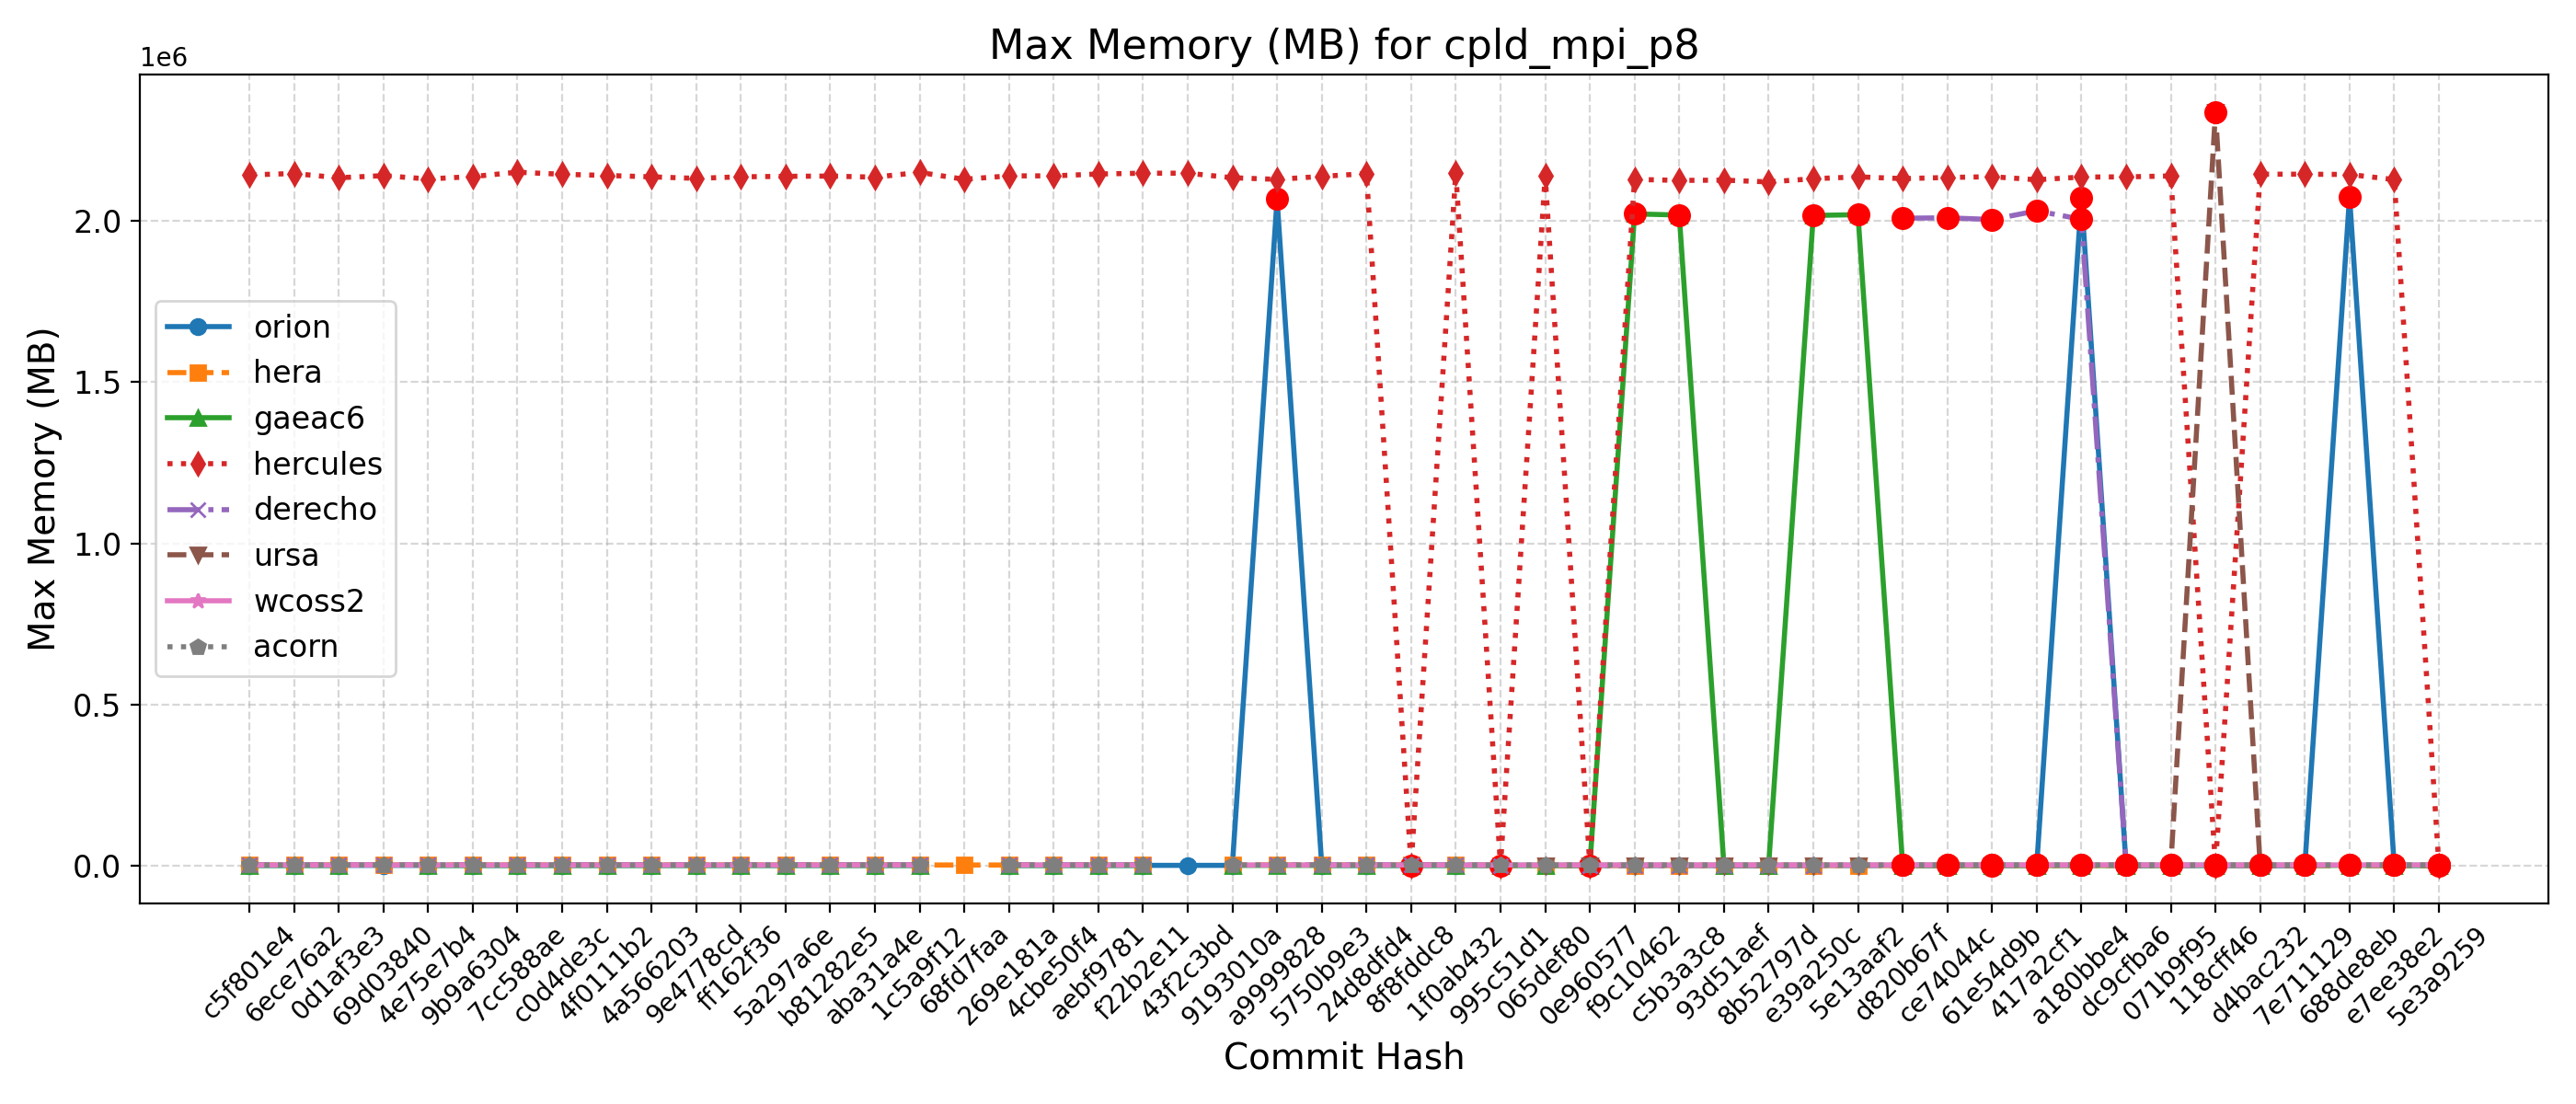 Max Memory (MB) for cpld_mpi_p8
1e6
2.0
1.5
1.0
0.5
0.0
Max Memory (MB)
orion
hera
gaeac6
hercules
derecho
ursa
wcoss2
acorn
c5f801e4
6ece76a2
0d1af3e3
69d03840
4e75e7b4
9b9a6304
7cc588ae
c0d4de3c
4f0111b2
4a566203
9e4778cd
ff162f36
5a297a6e
b81282e5
aba31a4e
1c5a9f12
68fd7faa
269e181a
4cbe50f4
aebf9781
f22b2e11
43f2c3bd
9193010a
a9999828
5750b9e3
24d8dfd4
8f8fddc8
1f0ab432
995c51d1
065def80
0e960577
f9c10462
c5b3a3c8
93d51aef
8b52797d
e39a250c
5e13aaf2
d820b67f
ce74044c
61e54d9b
417a2cf1
a180bbe4
dc9cfba6
071b9f95
118cff46
d4bac232
7e711129
688de8eb
e7ee38e2
5e3a9259
Commit Hash